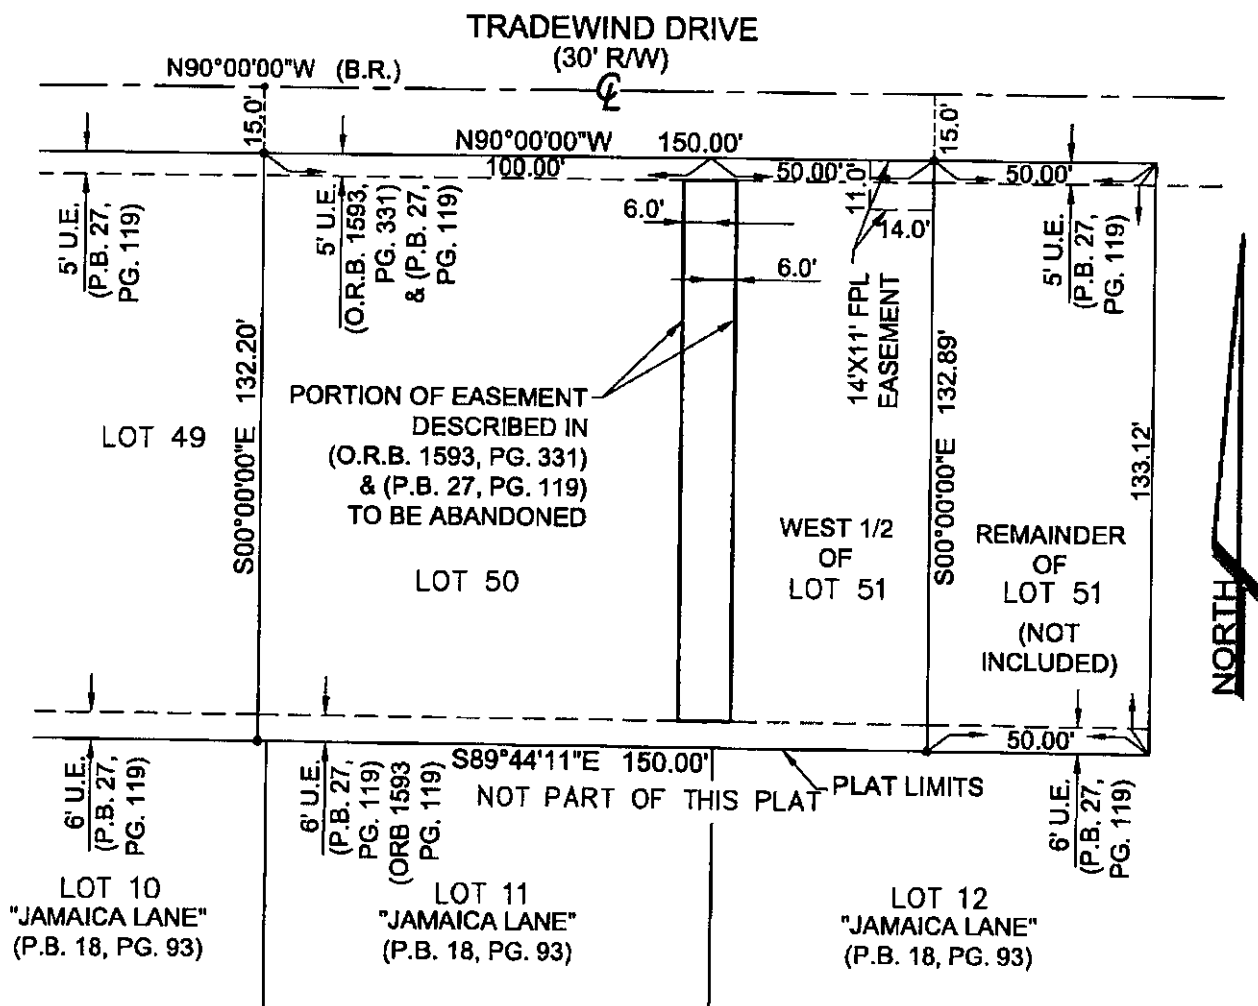 TRADEWIND DRIVE
(30' R/W)
N90°00'00"W (B.R.)
℄
15.0'
15.0'
N90°00'00"W 150.00'
100.00'
50.00'
50.00'
5' U.E.
(P.B. 27,
PG. 119)
5' U.E.
(O.R.B. 1593,
PG. 331)
& (P.B. 27,
PG. 119)
6.0'
6.0'
11.0'
14.0'
14'X11' FPL
EASEMENT
5' U.E.
(P.B. 27,
PG. 119)
S00°00'00"E 132.20'
S00°00'00"E 132.89'
133.12'
PORTION OF EASEMENT
DESCRIBED IN
(O.R.B. 1593, PG. 331)
& (P.B. 27, PG. 119)
TO BE ABANDONED
LOT 49
LOT 50
WEST 1/2
OF
LOT 51
REMAINDER
OF
LOT 51
(NOT
INCLUDED)
NORTH
S89°44'11"E 150.00'
50.00'
NOT PART OF THIS PLAT
PLAT LIMITS
6' U.E.
(P.B. 27,
PG. 119)
6' U.E.
(P.B. 27,
PG. 119)
(ORB 1593
PG. 119)
6' U.E.
(P.B. 27,
PG. 119)
LOT 10
"JAMAICA LANE"
(P.B. 18, PG. 93)
LOT 11
"JAMAICA LANE"
(P.B. 18, PG. 93)
LOT 12
"JAMAICA LANE"
(P.B. 18, PG. 93)